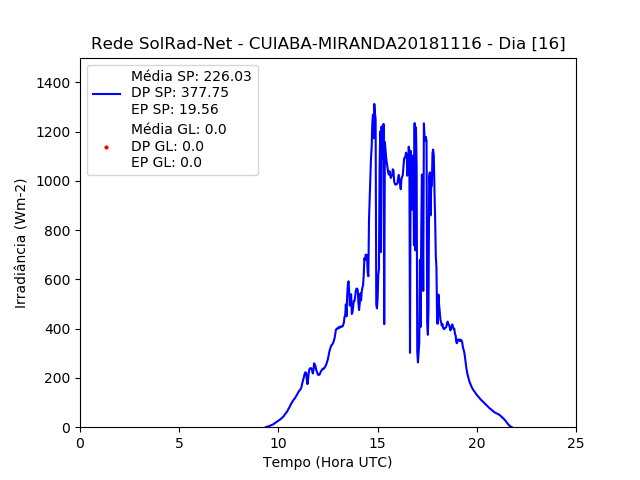 Rede SolRad-Net - CUIABA-MIRANDA20181116 - Dia [16]
Média SP: 226.03
DP SP: 377.75
EP SP: 19.56
Média GL: 0.0
DP GL: 0.0
EP GL: 0.0
1400
1200
1000
800
600
400
200
0
Irradiância (Wm-2)
0 5 10 15 20 25
Tempo (Hora UTC)